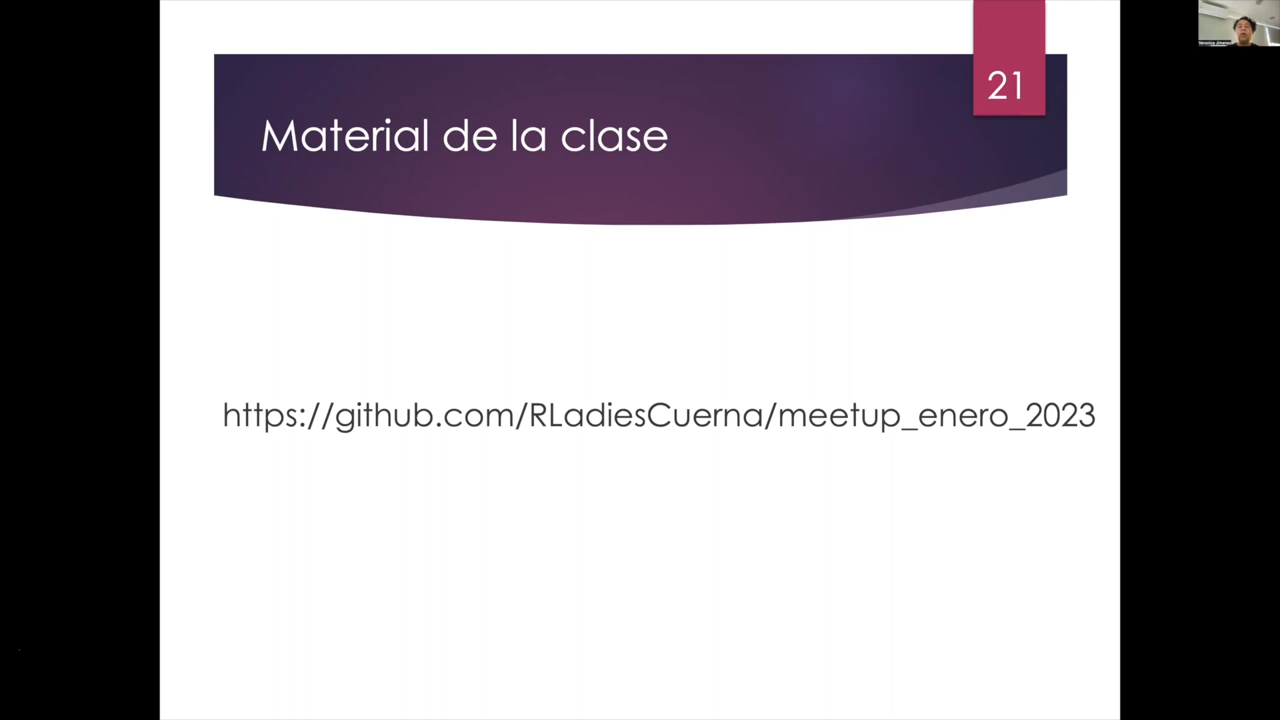 21
Material de la clase
https://github.com/RLadiesCuerna/meetup_enero_2023